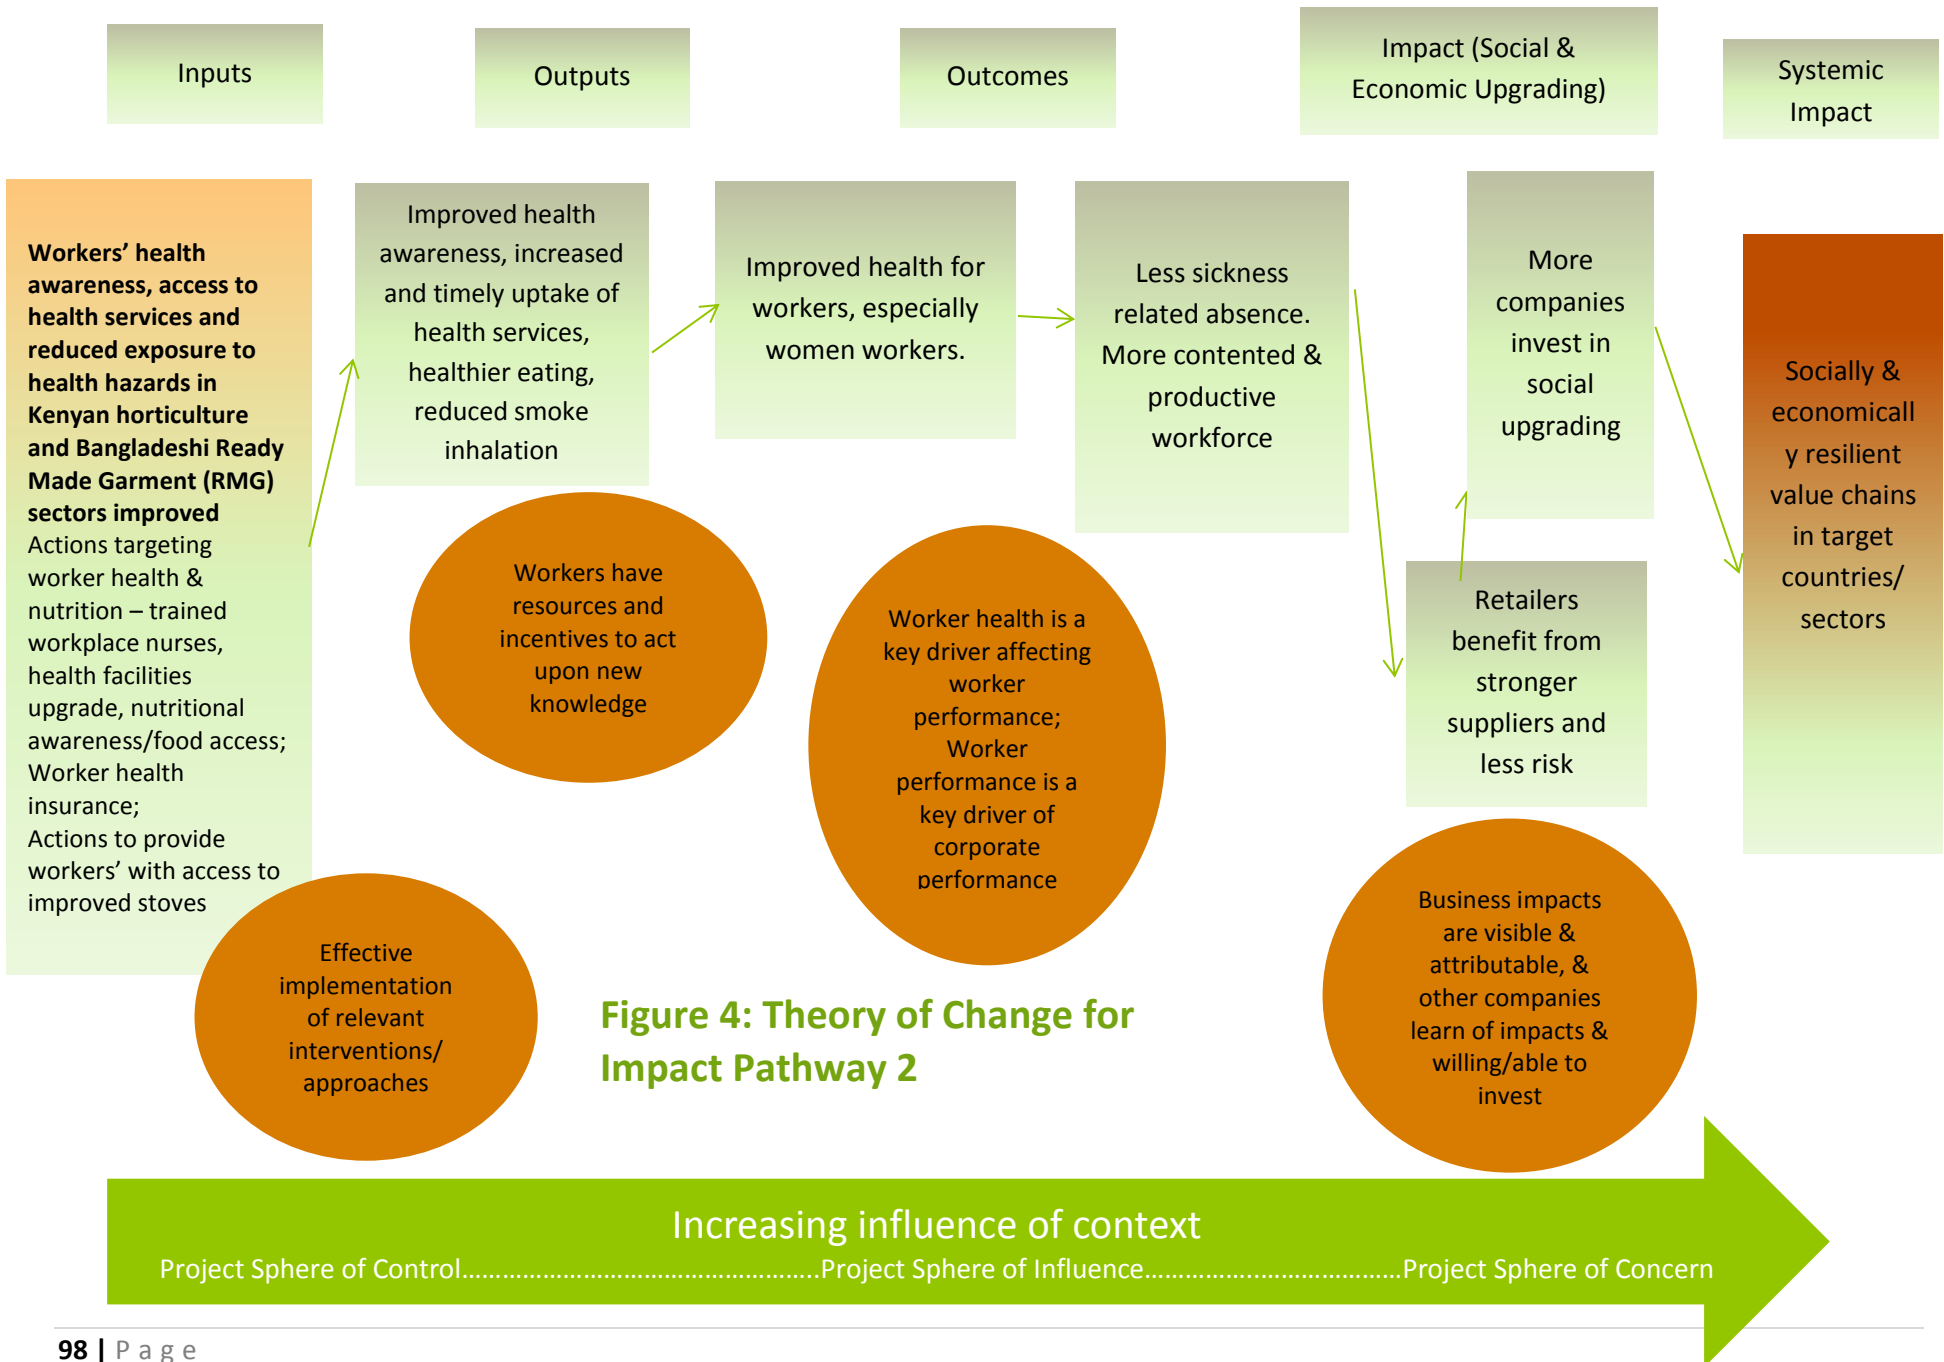 Inputs
Outputs
Outcomes
Impact (Social &
Economic Upgrading)
Systemic
Impact
Workers’ health
awareness, access to
health services and
reduced exposure to
health hazards in
Kenyan horticulture
and Bangladeshi Ready
Made Garment (RMG)
sectors improved
Actions targeting
worker health &
nutrition – trained
workplace nurses,
health facilities
upgrade, nutritional
awareness/food access;
Worker health
insurance;
Actions to provide
workers’ with access to
improved stoves
Improved health
awareness, increased
and timely uptake of
health services,
healthier eating,
reduced smoke
inhalation
Improved health for
workers, especially
women workers.
Less sickness
related absence.
More contented &
productive
workforce
More
companies
invest in
social
upgrading
Retailers
benefit from
stronger
suppliers and
less risk
Socially &
economicall
y resilient
value chains
in target
countries/
sectors
Effective
implementation
of relevant
interventions/
approaches
Workers have
resources and
incentives to act
upon new
knowledge
Worker health is a
key driver affecting
worker
performance;
Worker
performance is a
key driver of
corporate
performance
Business impacts
are visible &
attributable, &
other companies
learn of impacts &
willing/able to
invest
Figure 4: Theory of Change for
Impact Pathway 2
Increasing influence of context
Project Sphere of Control……………………………………………..Project Sphere of Influence……………..…………………Project Sphere of Concern
98 | P a g e